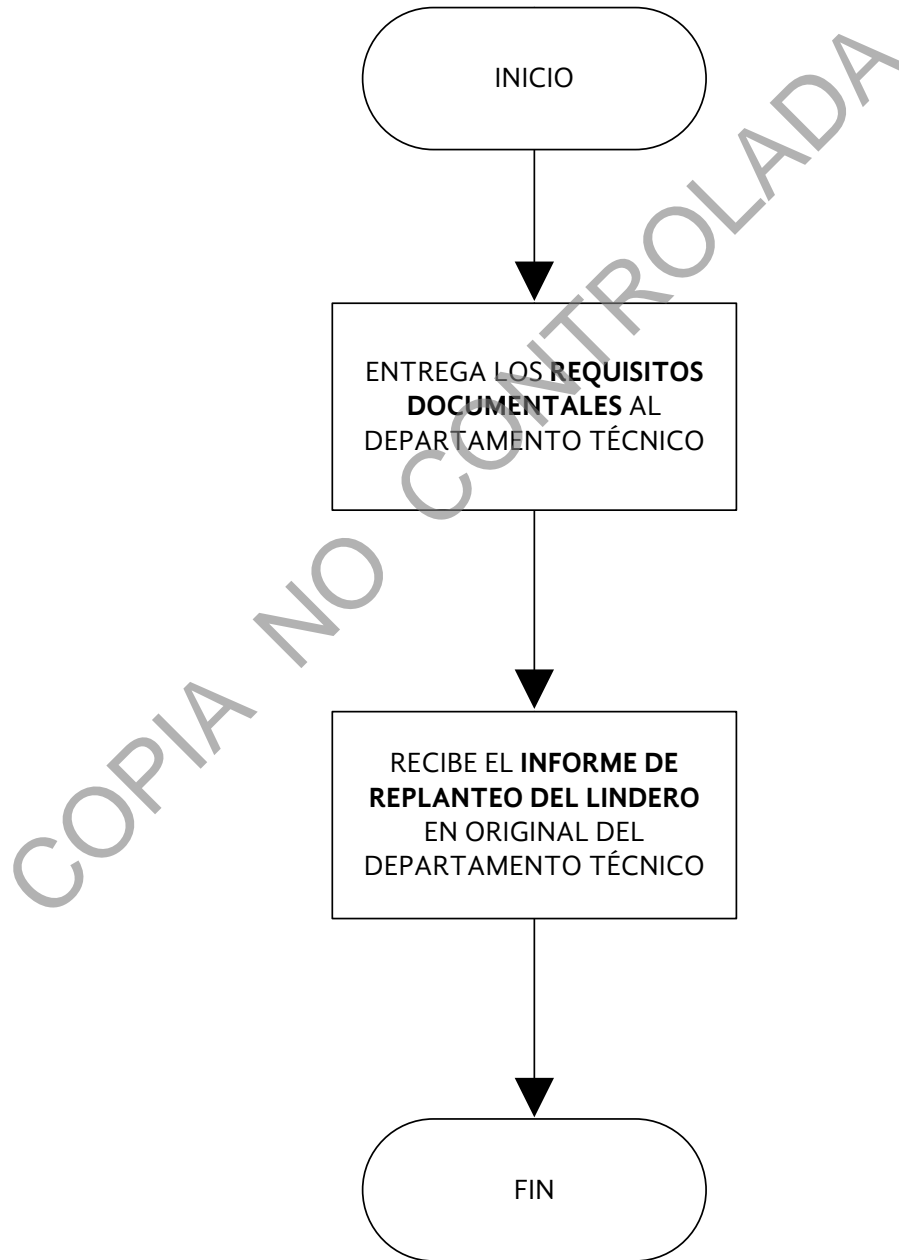 INICIO
ENTREGA LOS REQUISITOS
DOCUMENTALES AL
DEPARTAMENTO TÉCNICO
RECIBE EL INFORME DE
REPLANTEO DEL LINDERO
EN ORIGINAL DEL
DEPARTAMENTO TÉCNICO
FIN
COPIA NO CONTROLADA